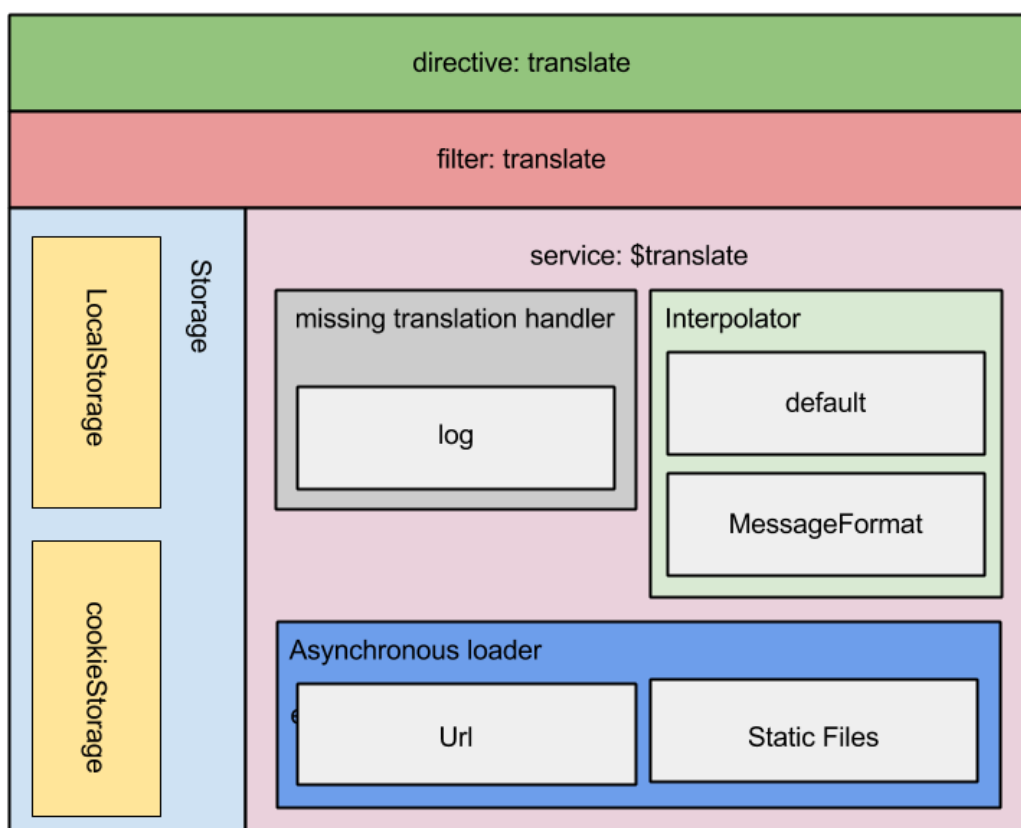 directive: translate
filter: translate
Storage
LocalStorage
cookieStorage
service: $translate
missing translation handler
log
Interpolator
default
MessageFormat
Asynchronous loader
Url
Static Files